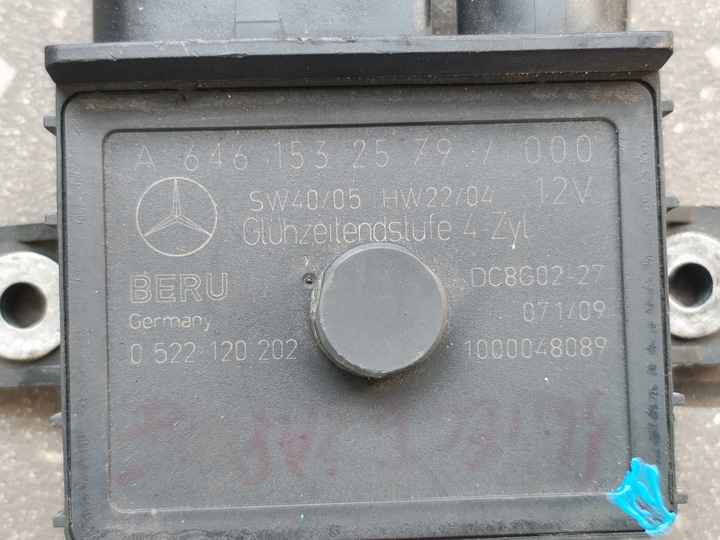 A 646 153 25 79 / 000
SW40/05 HW22/04 12V
Glühzeitendstufe 4-Zyl.
BERU DC8G02-27
Germany 071/09
0 522 120 202 1000048089